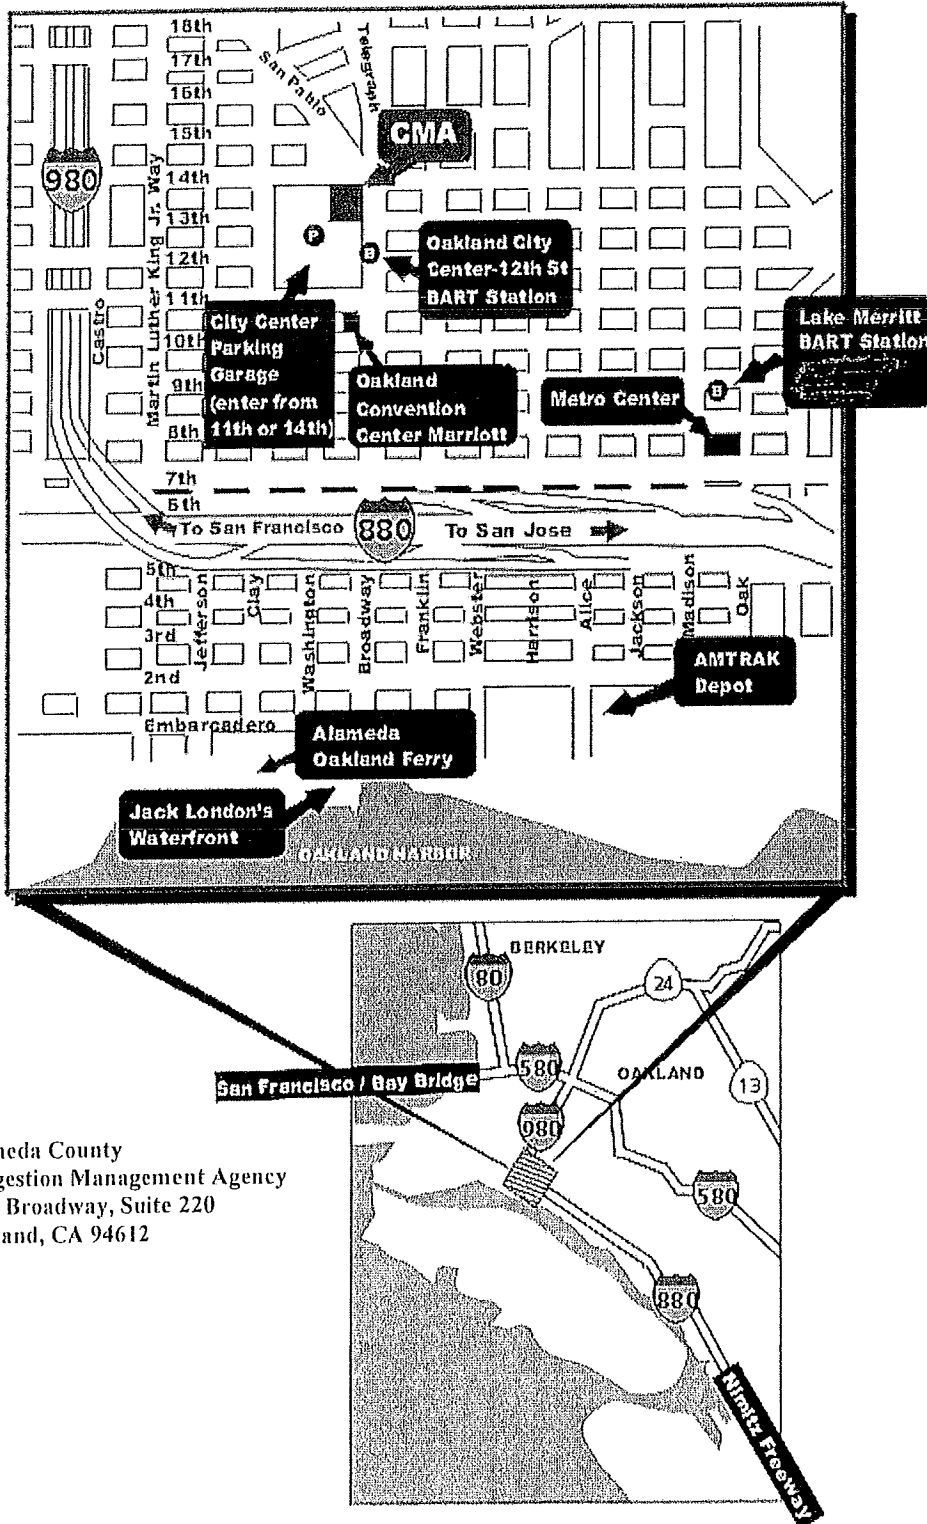 18th
17th
16th
15th
14th
13th
12th
11th
10th
9th
8th
7th
6th
5th
4th
3rd
2nd
Embarcadero
San Pablo
Telegraph
CMA
980
Martin Luther King Jr. Way
Castro
P
B
Oakland City
Center-12th St
BART Station
City Center
Parking
Garage
(enter from
11th or 14th)
Oakland
Convention
Center Marriott
Metro Center
B
Lake Merritt
BART Station
To San Francisco
880
To San Jose
Jefferson
Clay
Washington
Broadway
Franklin
Webster
Harrison
Alice
Jackson
Madison
Oak
AMTRAK
Depot
Alameda
Oakland Ferry
Jack London's
Waterfront
OAKLAND HARBOR
BERKELEY
80
24
580
OAKLAND
13
San Francisco / Bay Bridge
980
580
880
Nimitz Freeway
neda County
gestion Management Agency
Broadway, Suite 220
and, CA 94612